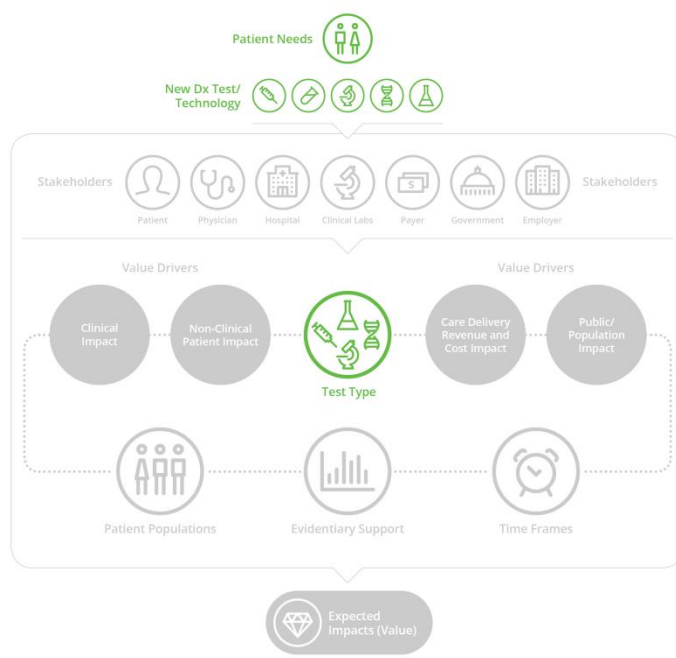 Patient Needs
New Dx Test/
Technology
Stakeholders
Stakeholders
Patient
Physician
Hospital
Clinical Labs
Payer
Government
Employer
Value Drivers
Value Drivers
Clinical
Impact
Non-Clinical
Patient Impact
Care Delivery
Revenue and
Cost Impact
Public/
Population
Impact
Test Type
Patient Populations
Evidentiary Support
Time Frames
Expected
Impacts (Value)